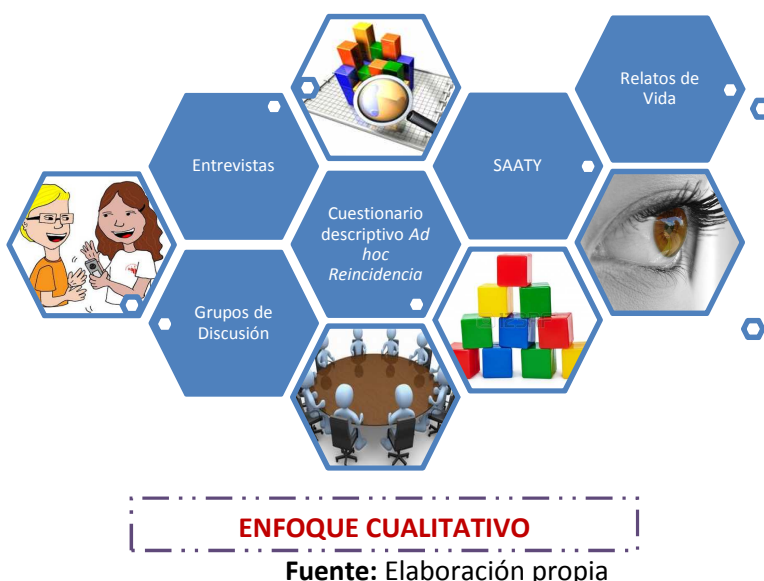 Relatos de
Vida
Entrevistas
SAATY
Cuestionario
descriptivo Ad
hoc
Reincidencia
Grupos de
Discusión
ENFOQUE CUALITATIVO
Fuente: Elaboración propia